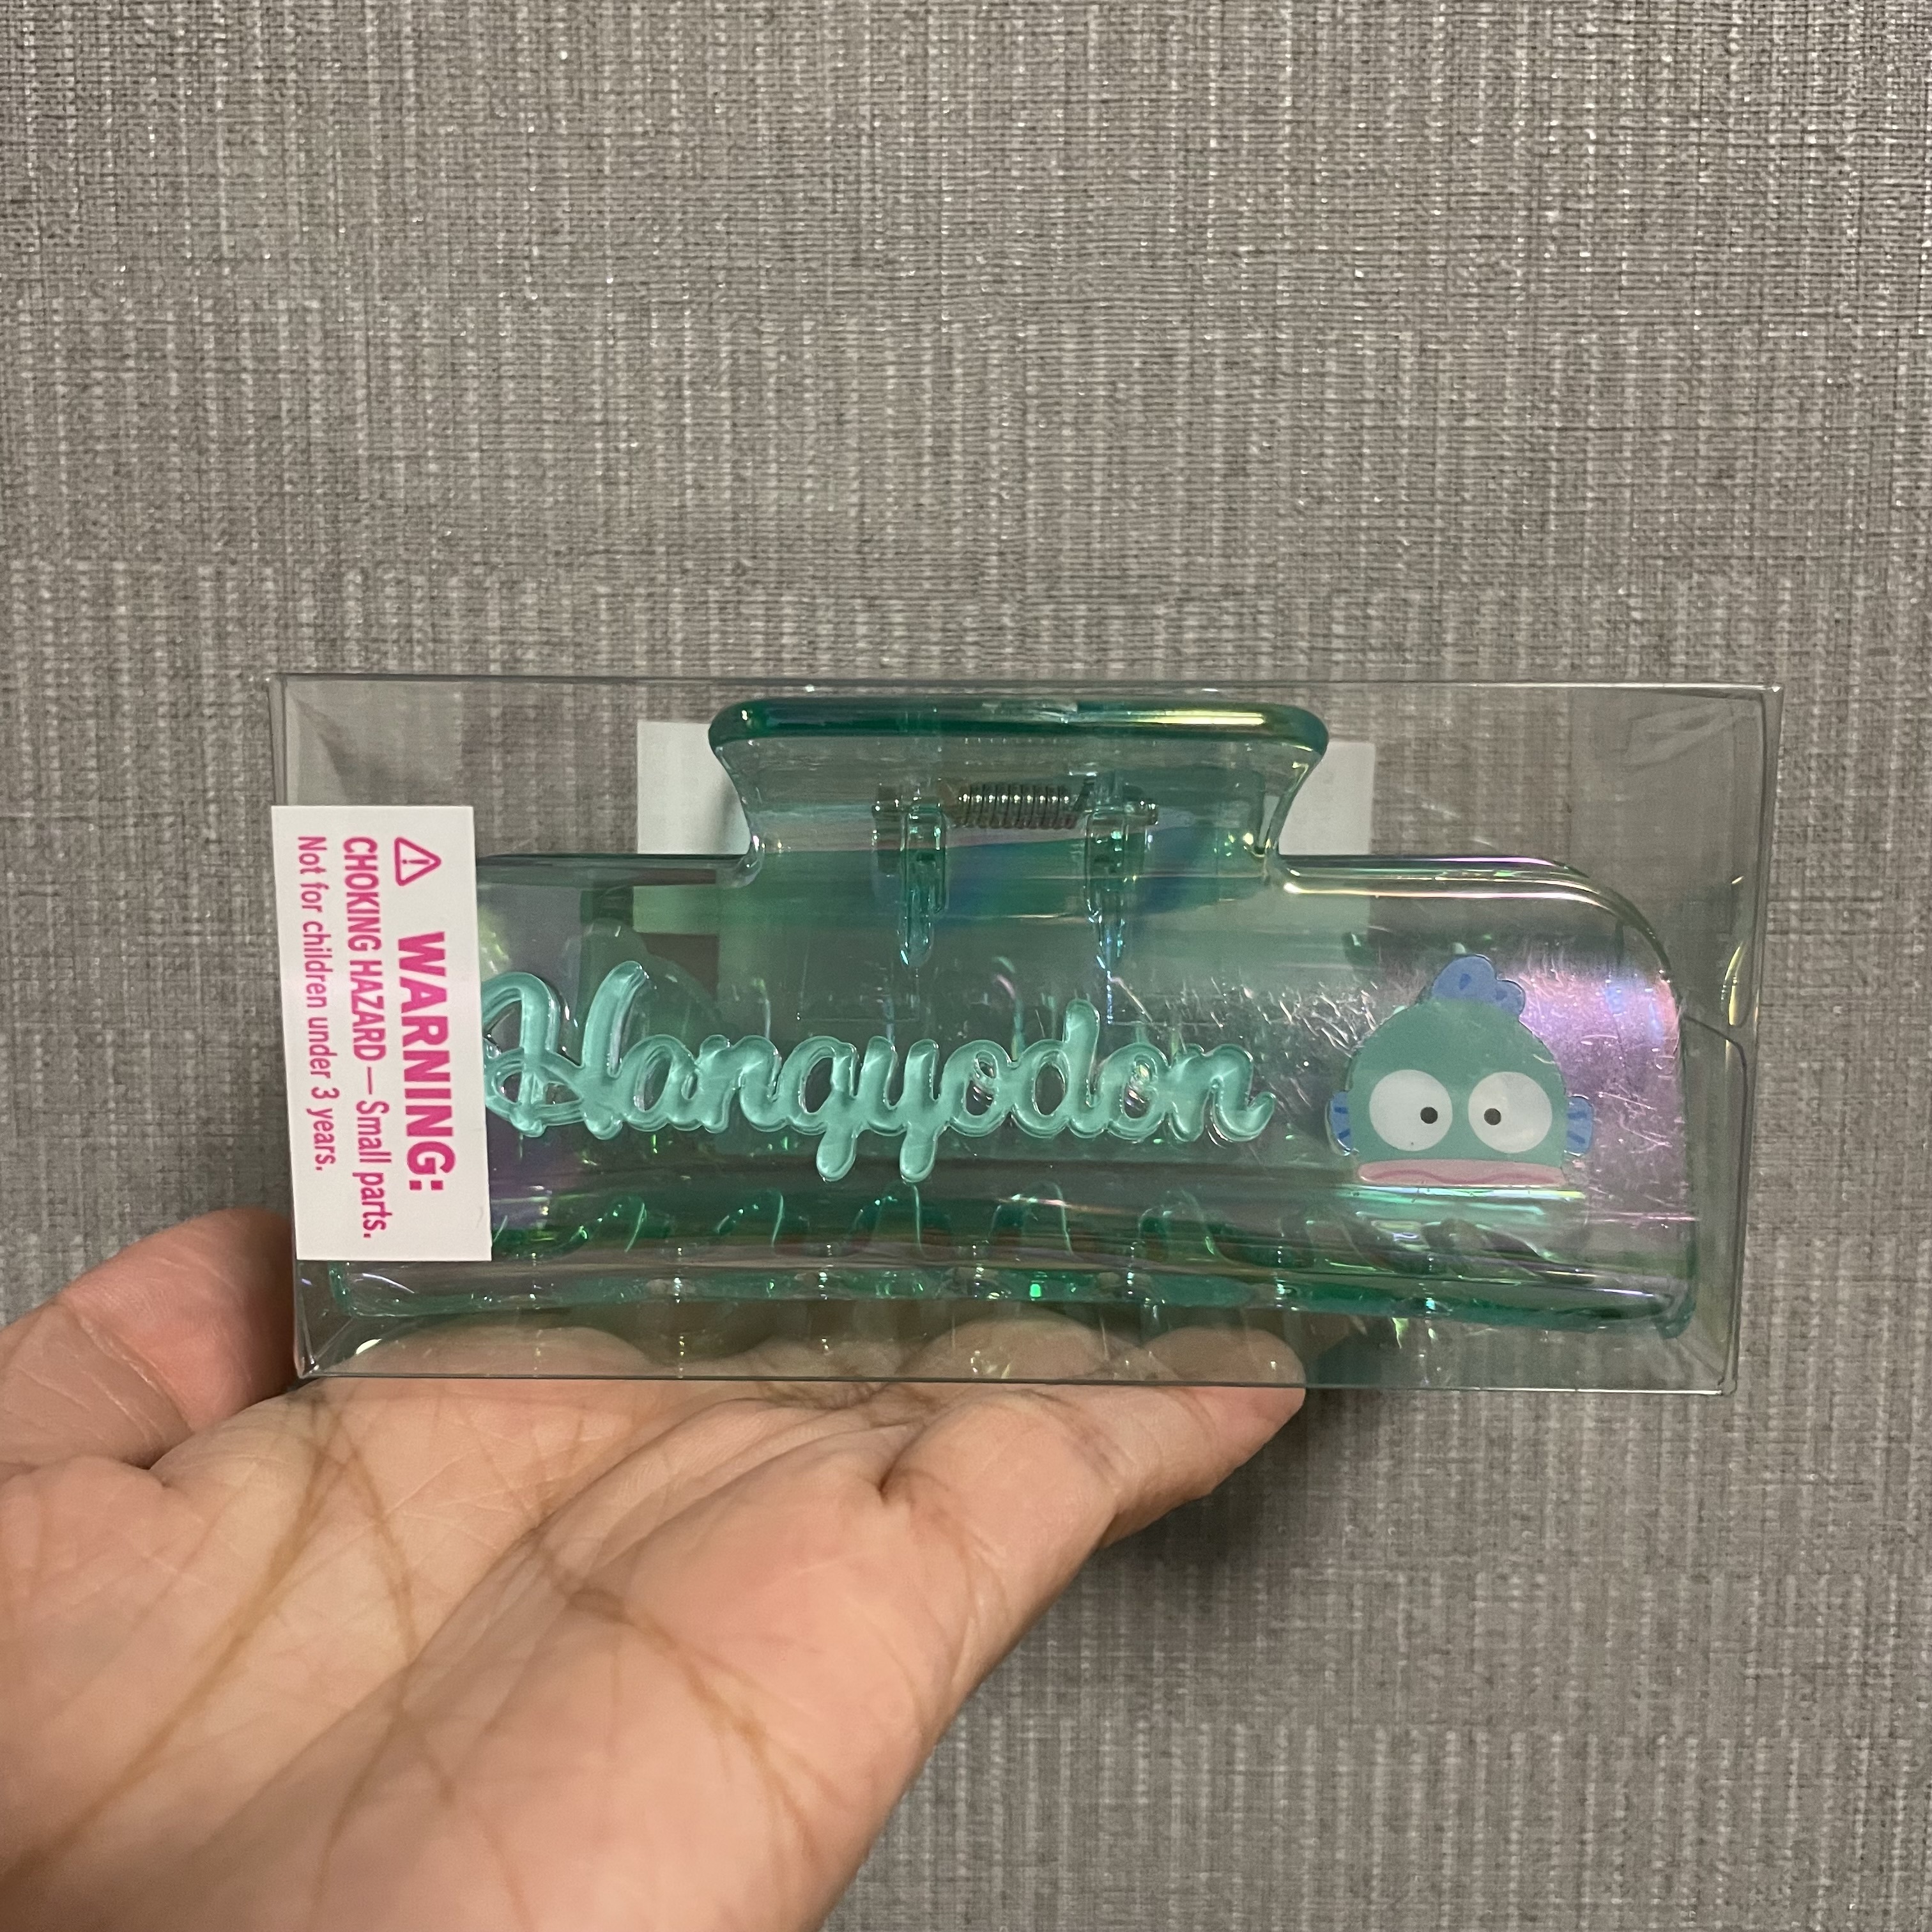 ⚠ WARNING:
CHOKING HAZARD — Small parts.
Not for children under 3 years.
Hangyodon